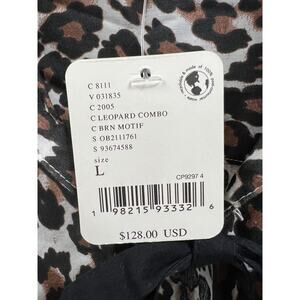 C 8111
V 031835
C 2005
C LEOPARD COMBO
C BRN MOTIF
S OB2111761
S 93674588
size
L
CP9297 4
1 98215 93332 6
$128.00 USD